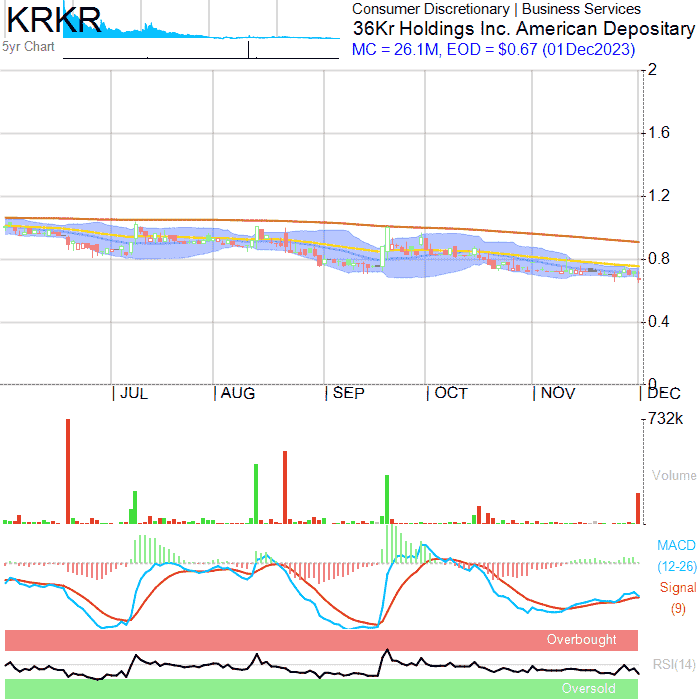 KRKR
5yr Chart
Consumer Discretionary | Business Services
36Kr Holdings Inc. American Depositary
MC = 26.1M, EOD = $0.67 (01Dec2023)
2
1.6
1.2
0.8
0.4
0
JUL
AUG
SEP
OCT
NOV
DEC
732k
Volume
MACD
(12-26)
Signal
(9)
Overbought
RSI(14)
Oversold